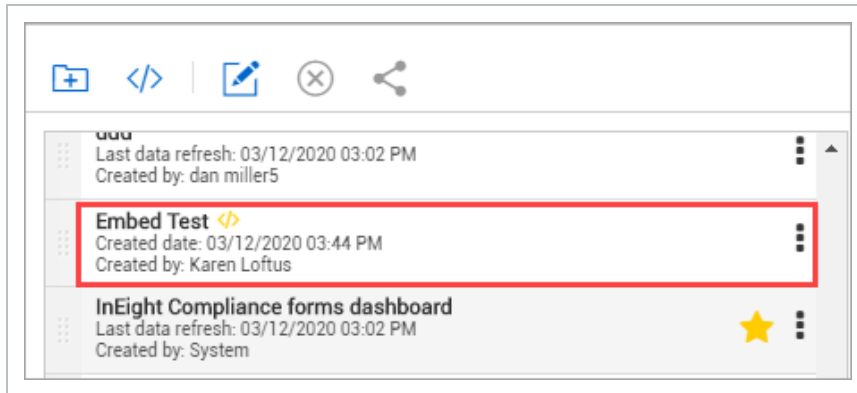 Last data refresh: 03/12/2020 03:02 PM
Created by: dan miller5
Embed Test </>
Created date: 03/12/2020 03:44 PM
Created by: Karen Loftus
InEight Compliance forms dashboard
Last data refresh: 03/12/2020 03:02 PM
Created by: System